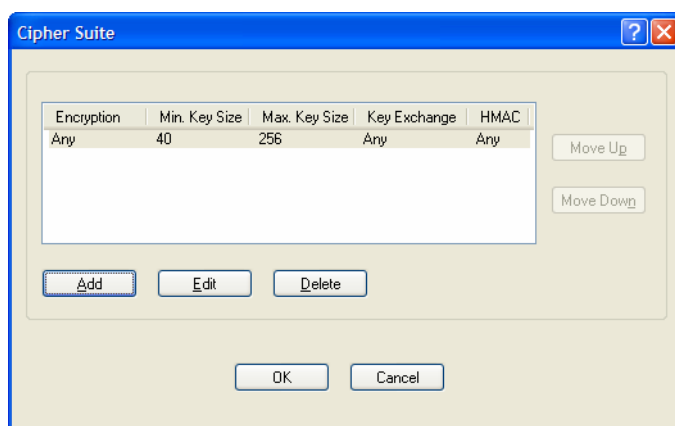 Cipher Suite
Encryption Min. Key Size Max. Key Size Key Exchange HMAC
Any 40 256 Any Any
Move Up
Move Down
Add Edit Delete
OK Cancel